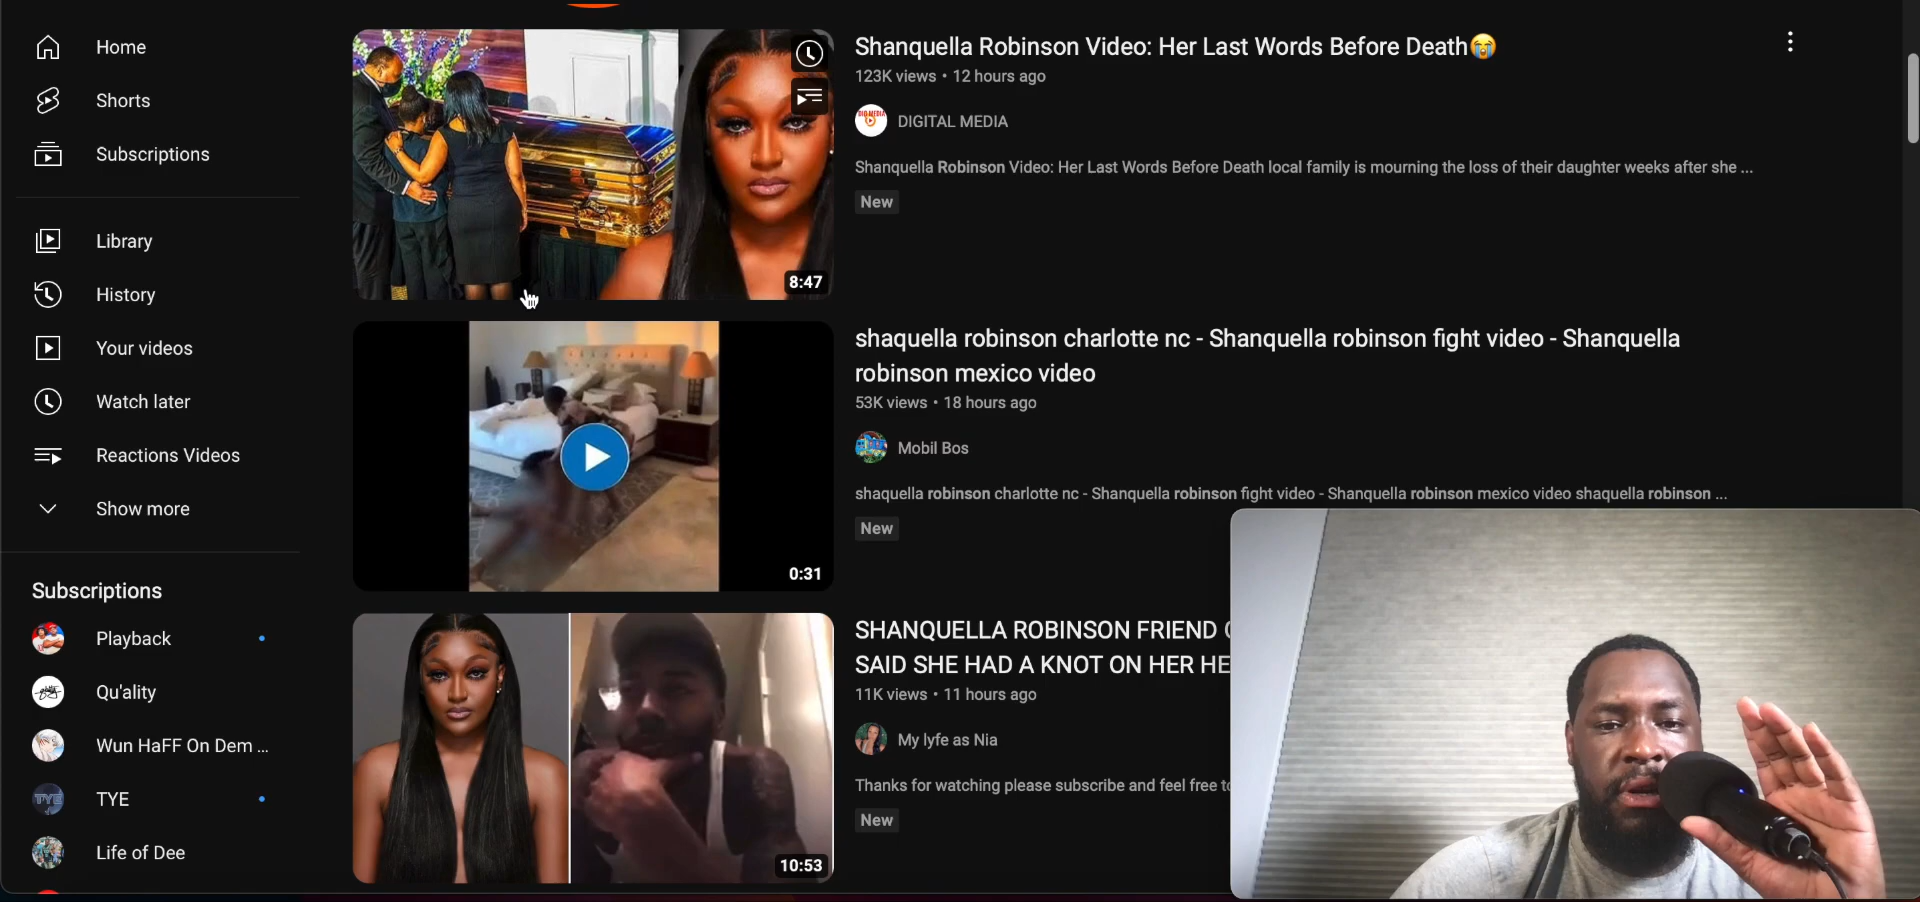 Home
Shorts
Subscriptions
Library
History
Your videos
Watch later
Reactions Videos
Show more
Subscriptions
Playback
Qu'ality
Wun HaFF On Dem ...
TYE
Life of Dee
8:47
Shanquella Robinson Video: Her Last Words Before Death😭
123K views • 12 hours ago
DIGITAL MEDIA
Shanquella Robinson Video: Her Last Words Before Death local family is mourning the loss of their daughter weeks after she ...
New
0:31
shaquella robinson charlotte nc - Shanquella robinson fight video - Shanquella
robinson mexico video
53K views • 18 hours ago
Mobil Bos
shaquella robinson charlotte nc - Shanquella robinson fight video - Shanquella robinson mexico video shaquella robinson ...
New
10:53
SHANQUELLA ROBINSON FRIEND
SAID SHE HAD A KNOT ON HER HE
11K views • 11 hours ago
My lyfe as Nia
Thanks for watching please subscribe and feel free to
New